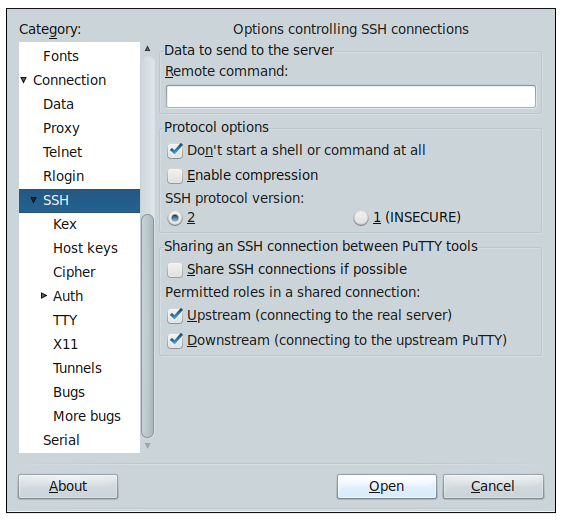 Category:
Fonts
Connection
Data
Proxy
Telnet
Rlogin
SSH
Kex
Host keys
Cipher
Auth
TTY
X11
Tunnels
Bugs
More bugs
Serial
Options controlling SSH connections
Data to send to the server
Remote command:
Protocol options
Don't start a shell or command at all
Enable compression
SSH protocol version:
2 1 (INSECURE)
Sharing an SSH connection between PuTTY tools
Share SSH connections if possible
Permitted roles in a shared connection:
Upstream (connecting to the real server)
Downstream (connecting to the upstream PuTTY)
About Open Cancel